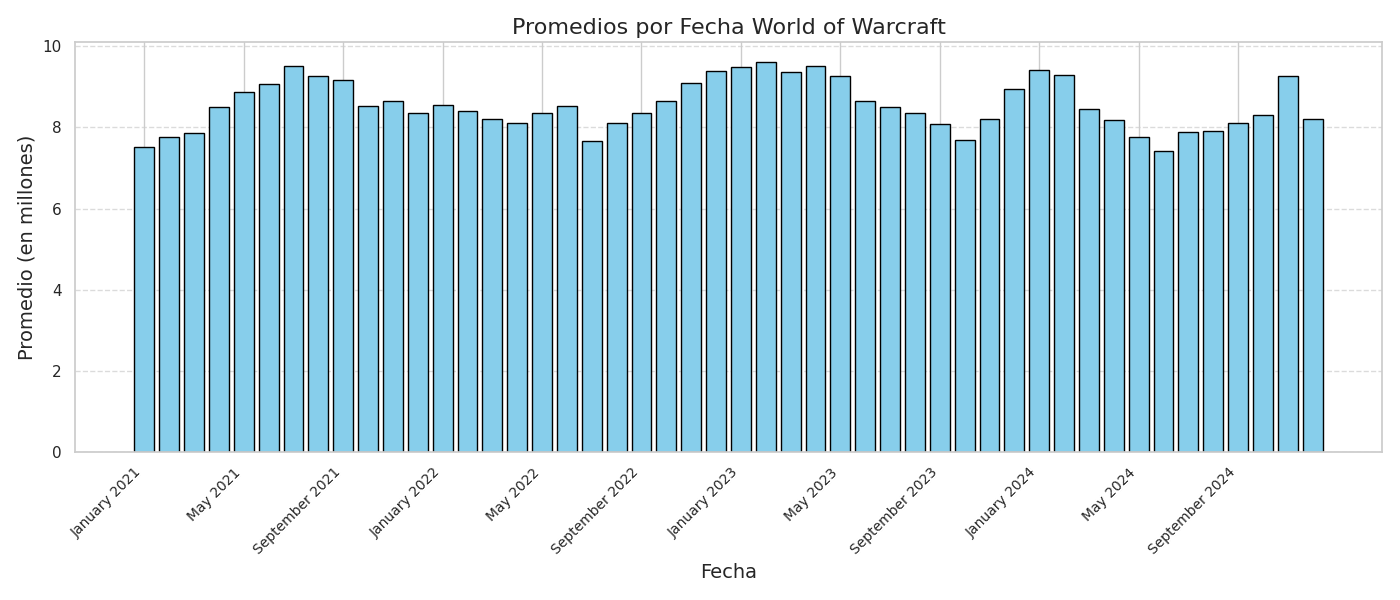 Promedios por Fecha World of Warcraft
Promedio (en millones)
10
8
6
4
2
0
January 2021
May 2021
September 2021
January 2022
May 2022
September 2022
January 2023
May 2023
September 2023
January 2024
May 2024
September 2024
Fecha